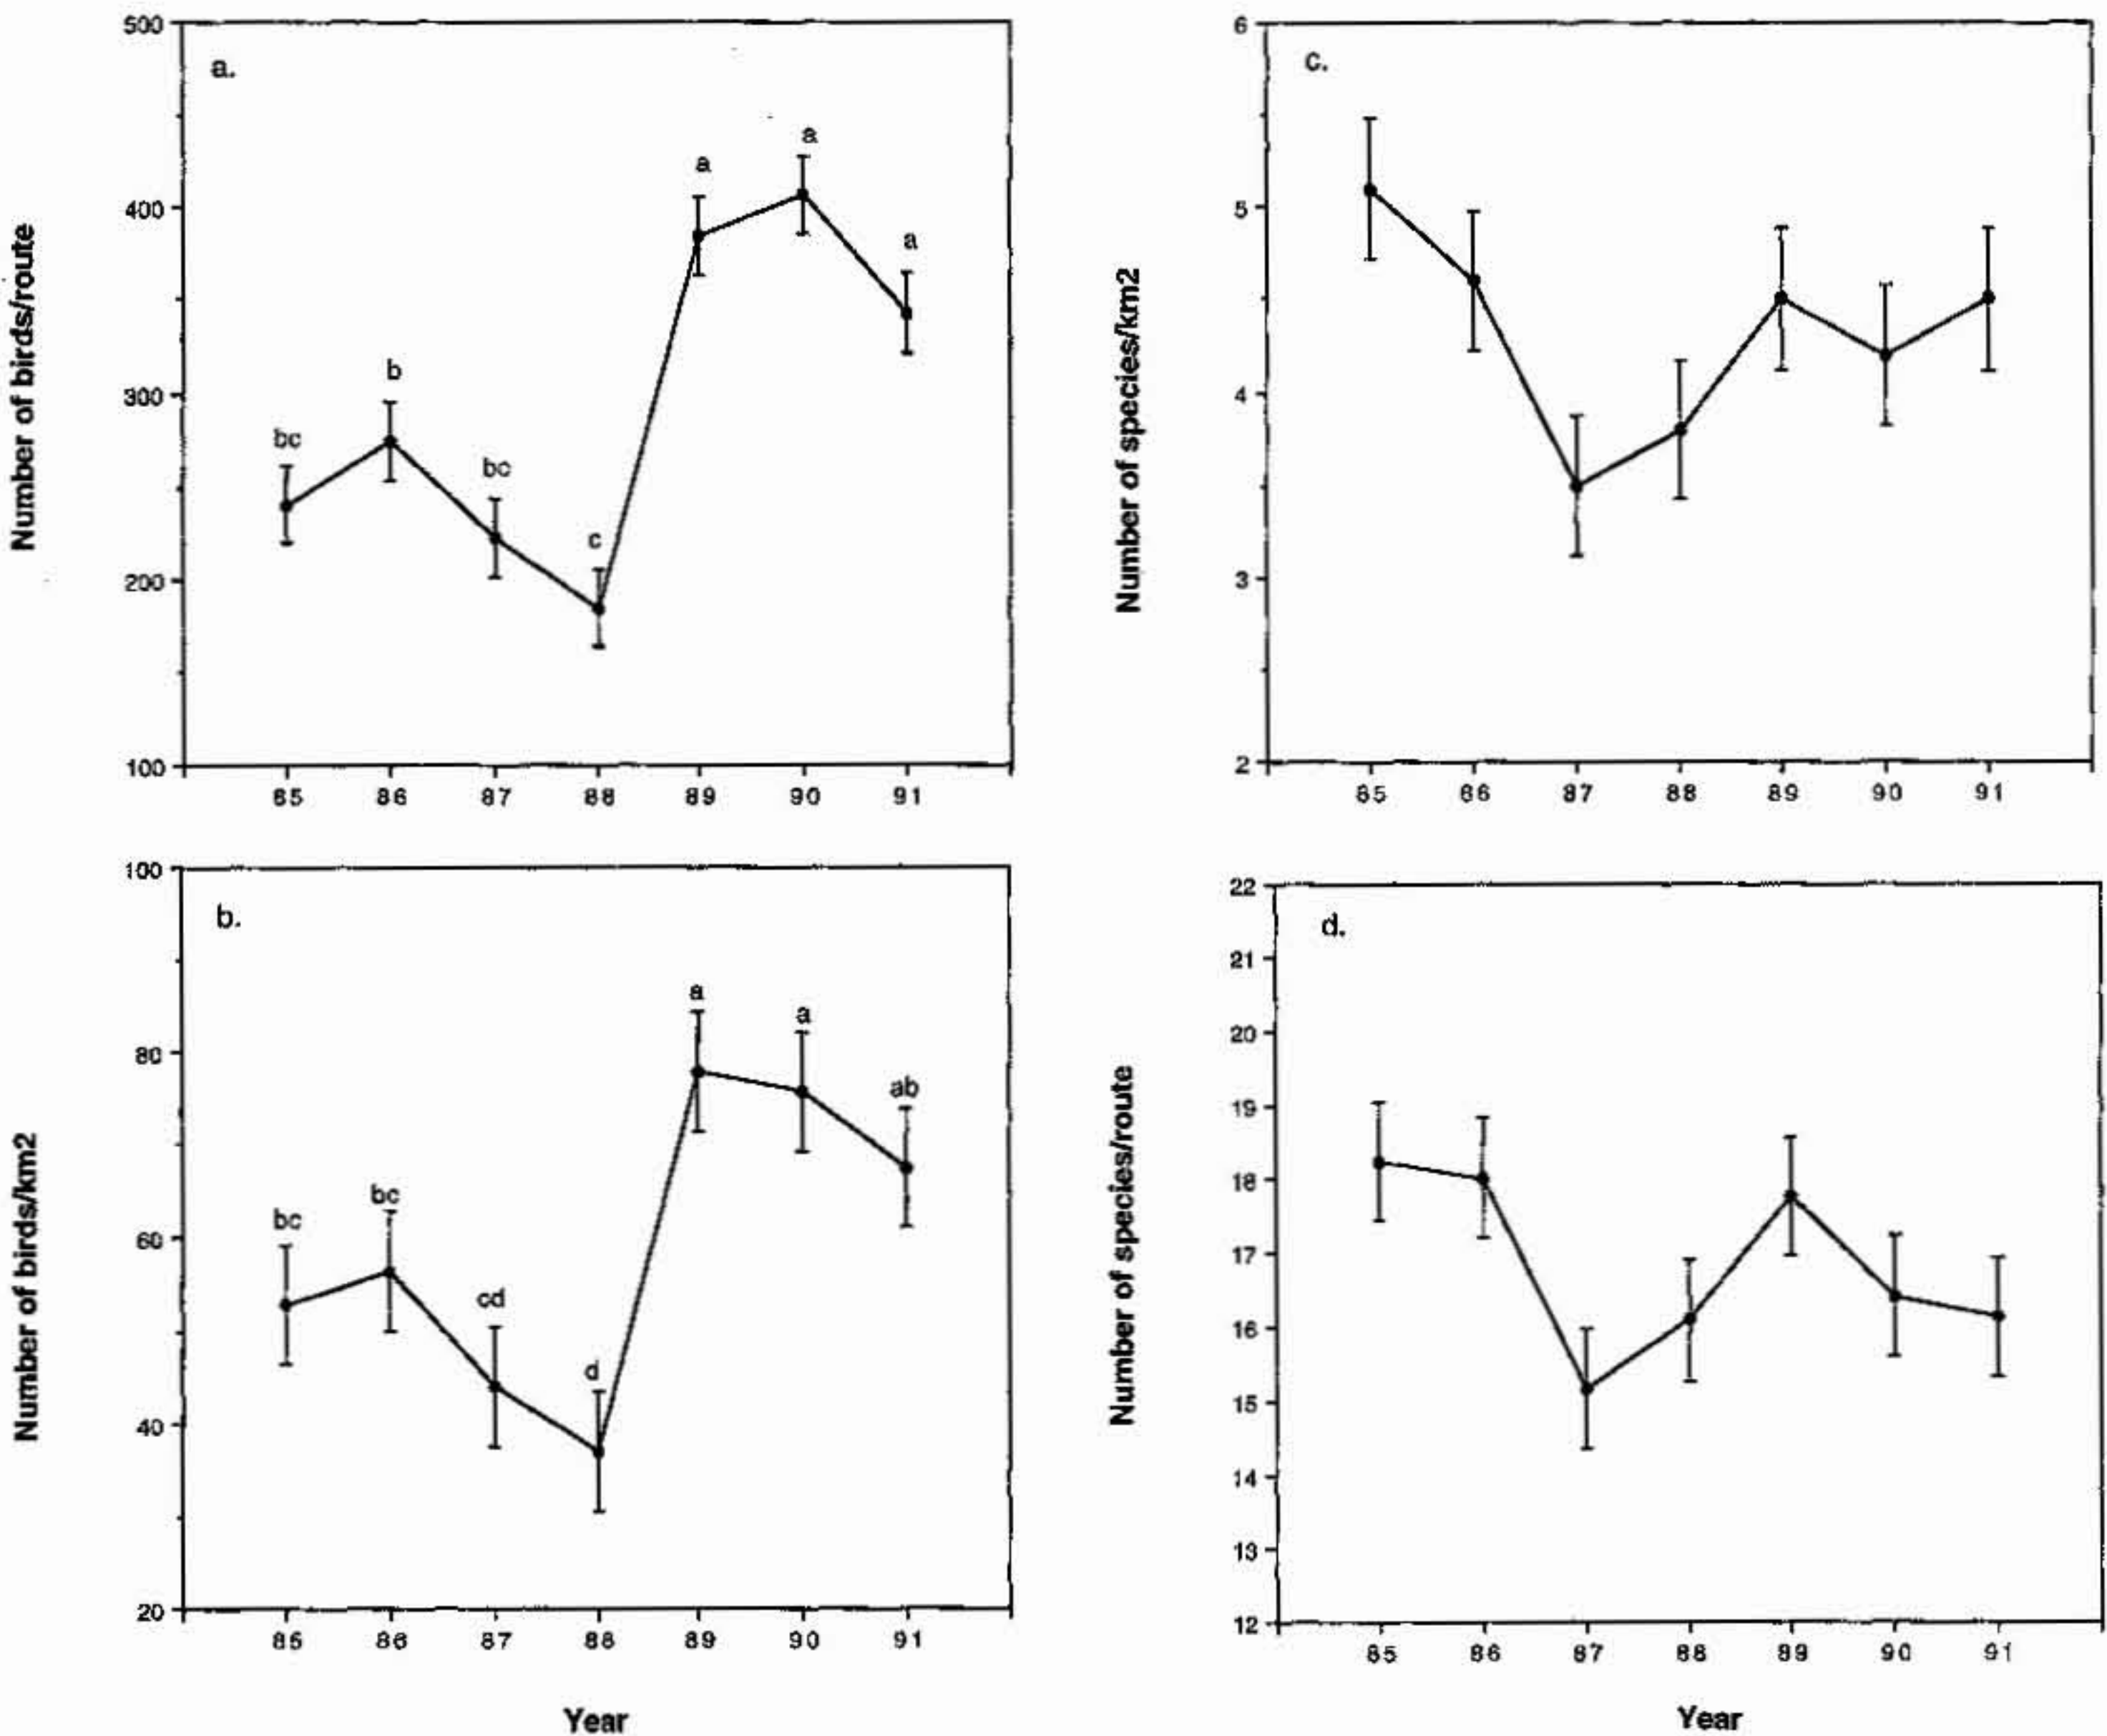 a.
Number of birds/route
500
400
300
200
100
bc
b
bc
c
a
a
a
85 86 87 88 89 90 91
c.
Number of species/km2
6
5
4
3
2
85 86 87 88 89 90 91
b.
Number of birds/km2
100
80
60
40
20
bc
bc
cd
d
a
a
ab
85 86 87 88 89 90 91
Year
d.
Number of species/route
22
21
20
19
18
17
16
15
14
13
12
85 86 87 88 89 90 91
Year